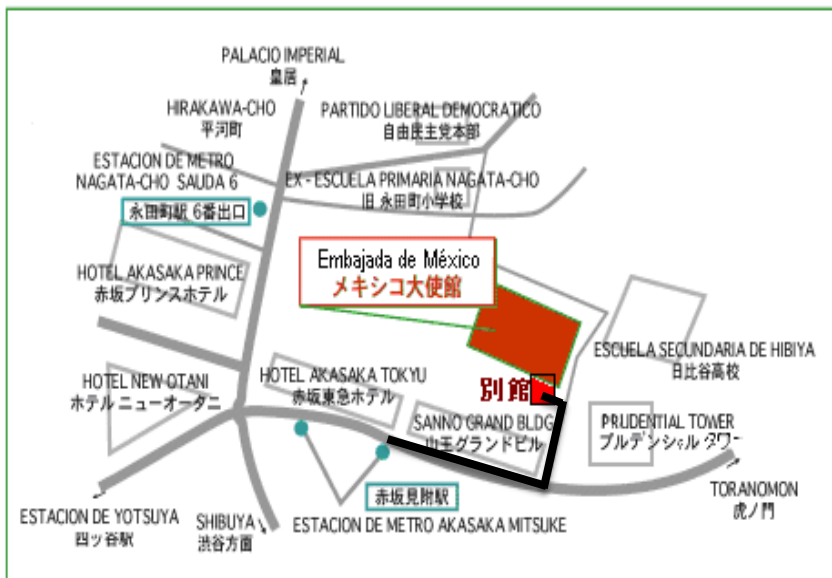 PALACIO IMPERIAL
皇居
HIRAKAWA-CHO
平河町
PARTIDO LIBERAL DEMOCRATICO
自由民主党本部
ESTACION DE METRO
NAGATA-CHO SAUDA 6
永田町駅 6番出口
EX - ESCUELA PRIMARIA NAGATA-CHO
旧 永田町小学校
Embajada de México
メキシコ大使館
HOTEL AKASAKA PRINCE
赤坂プリンスホテル
ESCUELA SECUNDARIA DE HIBIYA
日比谷高校
HOTEL NEW OTANI
ホテル ニューオータニ
HOTEL AKASAKA TOKYU
赤坂東急ホテル
別館
SANNO GRAND BLDG
山王グランドビル
PRUDENTIAL TOWER
プルデンシャル タワー
赤坂見附駅
ESTACION DE METRO AKASAKA MITSUKE
TORANOMON
虎ノ門
ESTACION DE YOTSUYA
四ッ谷駅
SHIBUYA
渋谷方面